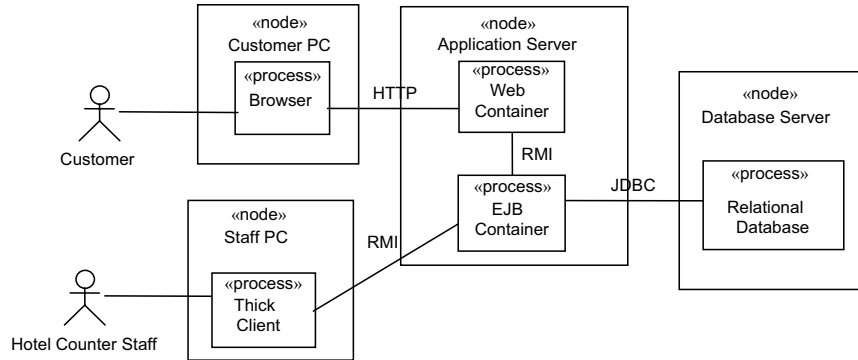 «node»
Customer PC
«process»
Browser
Customer
HTTP
«node»
Application Server
«process»
Web
Container
RMI
«process»
EJB
Container
JDBC
«node»
Database Server
«process»
Relational
Database
«node»
Staff PC
«process»
Thick
Client
RMI
Hotel Counter Staff